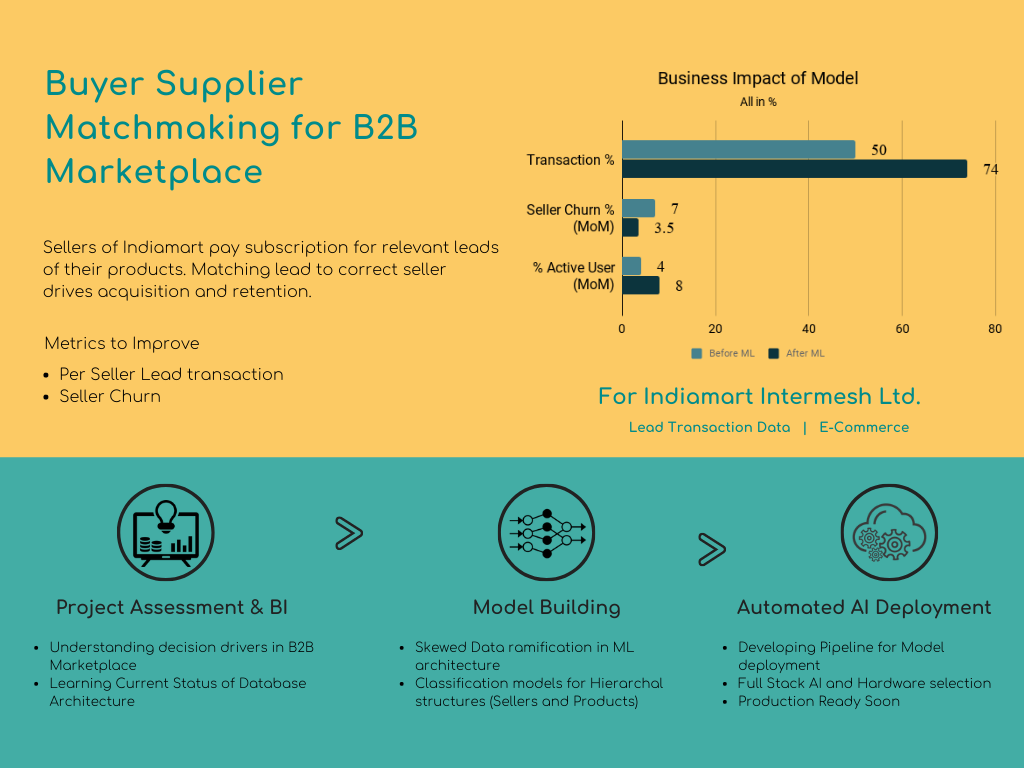 Buyer Supplier
Matchmaking for B2B
Marketplace
Sellers of Indiamart pay subscription for relevant leads
of their products. Matching lead to correct seller
drives acquisition and retention.
Metrics to Improve
• Per Seller Lead transaction
• Seller Churn
Business Impact of Model
All in %
Transaction %
50
74
Seller Churn %
(MoM)
7
3.5
% Active User
(MoM)
4
8
0 20 40 60 80
Before ML After ML
For Indiamart Intermesh Ltd.
Lead Transaction Data | E-Commerce
Project Assessment & BI
• Understanding decision drivers in B2B
Marketplace
• Learning Current Status of Database
Architecture
Model Building
• Skewed Data ramification in ML
architecture
• Classification models for Hierarchal
structures (Sellers and Products)
Automated AI Deployment
• Developing Pipeline for Model
deployment
• Full Stack AI and Hardware selection
• Production Ready Soon